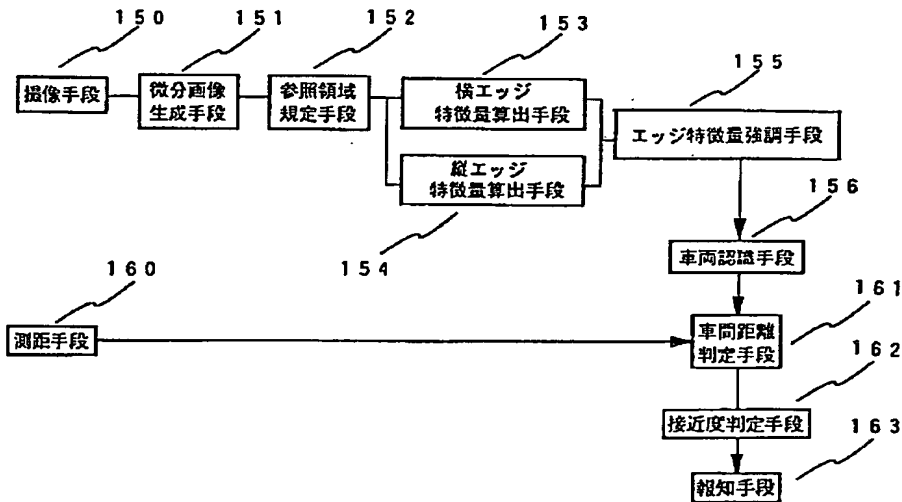 150
151
152
153
155
撮像手段
微分画像
生成手段
参照領域
規定手段
横エッジ
特徴量算出手段
エッジ特徴量強調手段
縦エッジ
特徴量算出手段
154
156
車両認識手段
160
161
測距手段
車間距離
判定手段
162
接近度判定手段
163
報知手段